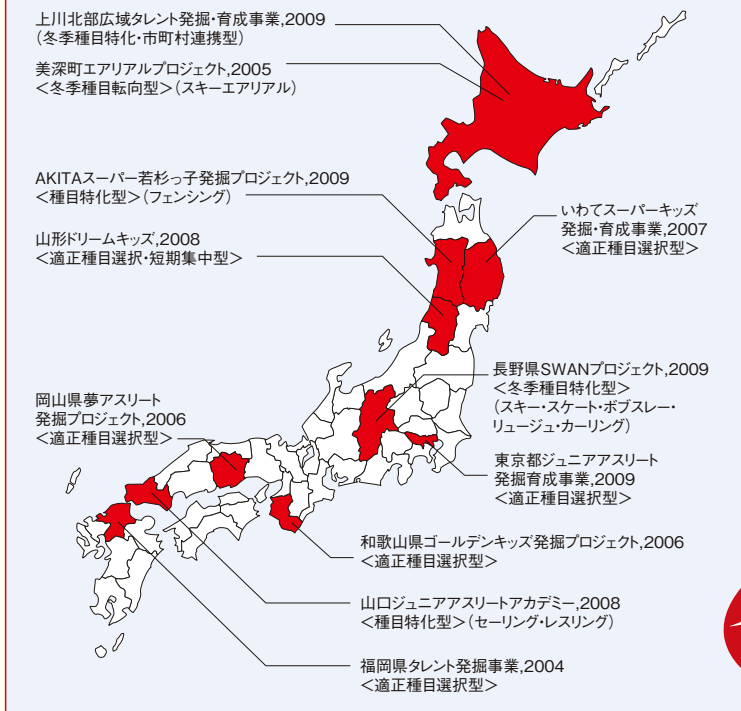 上川北部広域タレント発掘・育成事業,2009
（冬季種目特化・市町村連携型）
美深町エアリアルプロジェクト,2005
＜冬季種目転向型＞（スキーエアリアル）
AKITAスーパー若杉っ子発掘プロジェクト,2009
＜種目特化型＞（フェンシング）
山形ドリームキッズ,2008
＜適正種目選択・短期集中型＞
いわてスーパーキッズ
発掘・育成事業,2007
＜適正種目選択型＞
長野県SWANプロジェクト,2009
＜冬季種目特化型＞
（スキー・スケート・ボブスレー・
リュージュ・カーリング）
岡山県夢アスリート
発掘プロジェクト,2006
＜適正種目選択型＞
東京都ジュニアアスリート
発掘育成事業,2009
＜適正種目選択型＞
和歌山県ゴールデンキッズ発掘プロジェクト,2006
＜適正種目選択型＞
山口ジュニアアスリートアカデミー,2008
＜種目特化型＞（セーリング・レスリング）
福岡県タレント発掘事業,2004
＜適正種目選択型＞